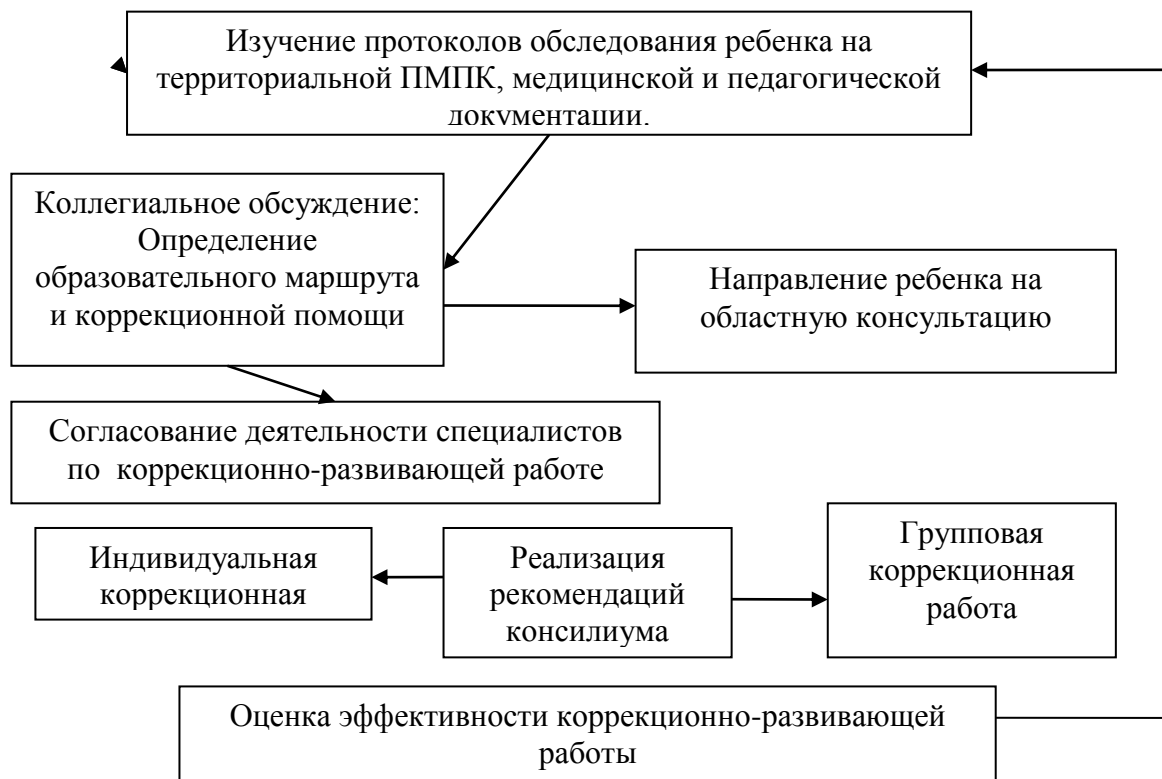 Изучение протоколов обследования ребенка на
территориальной ПМПК, медицинской и педагогической
документации.
Коллегиальное обсуждение:
Определение
образовательного маршрута
и коррекционной помощи
Направление ребенка на
областную консультацию
Согласование деятельности специалистов
по коррекционно-развивающей работе
Индивидуальная
коррекционная
Реализация
рекомендаций
консилиума
Групповая
коррекционная
работа
Оценка эффективности коррекционно-развивающей
работы